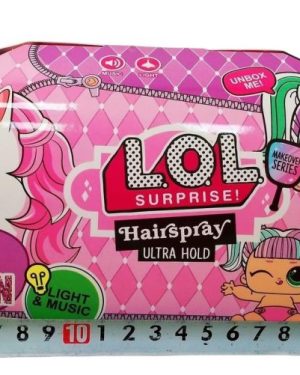 MUSIC
LIGHT
UNBOX
ME!
L.O.L.
SURPRISE!
MAKEOVER
SERIES
Hairspray
ULTRA HOLD
N
LIGHT
& MUSIC
7 8 9 10 1 2 3 4 5 6 7 8